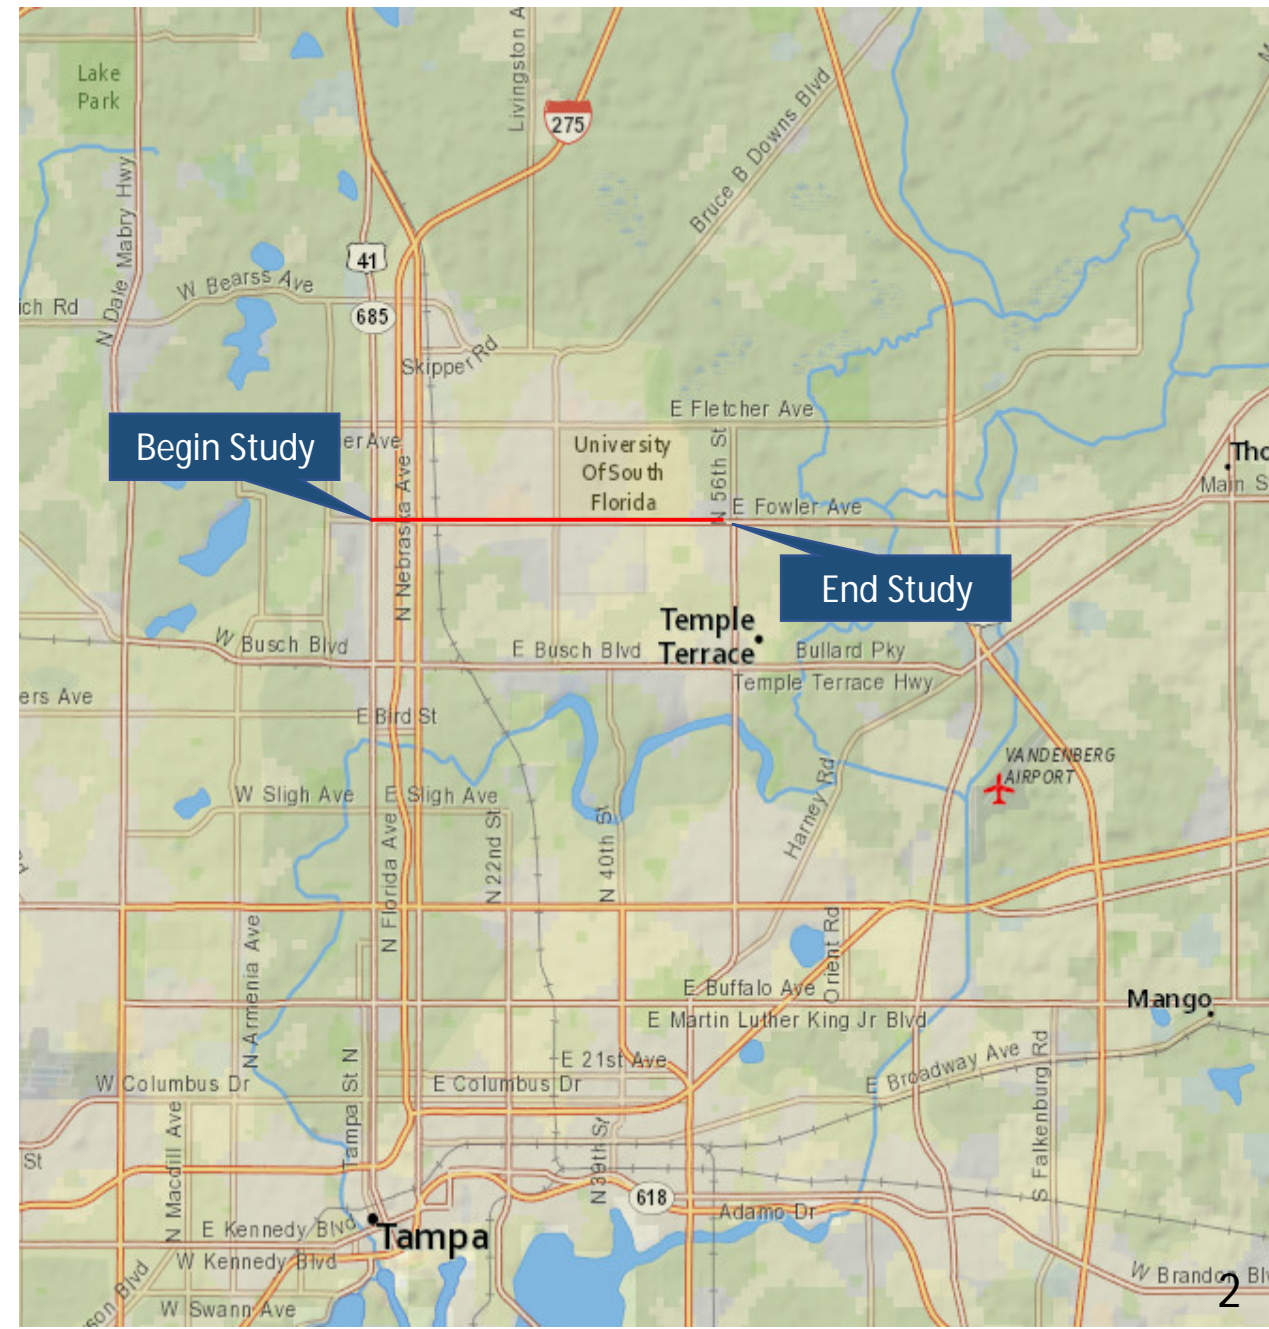 Lake
Park
Livingston A
275
Bruce B Downs Blvd
N Dale Mabry Hwy
41
W Bearss Ave
ich Rd
685
Skipper Rd
E Fletcher Ave
Begin Study
er Ave
University
Of South
Florida
N 56th St
Tho
Main S
E Fowler Ave
N Nebraska Ave
End Study
Temple
Terrace
W Busch Blvd
E Busch Blvd
Bullard Pky
Temple Terrace Hwy
ers Ave
E Bird St
VANDENBERG
AIRPORT
W Sligh Ave
E Sligh Ave
Harney Rd
N 22nd St
N 40th St
N Florida Ave
N Armenia Ave
Orient Rd
E Buffalo Ave
Mango
E Martin Luther King Jr Blvd
E 21st Ave
E Broadway Ave
W Columbus Dr
E Columbus Dr
Tampa St N
S Falkenburg Rd
N Macdill Ave
N 39th St
St
618
Adamo Dr
E Kennedy Blvd
Tampa
W Kennedy Blvd
W Brandon Bl
son Blvd
W Swann Ave
2